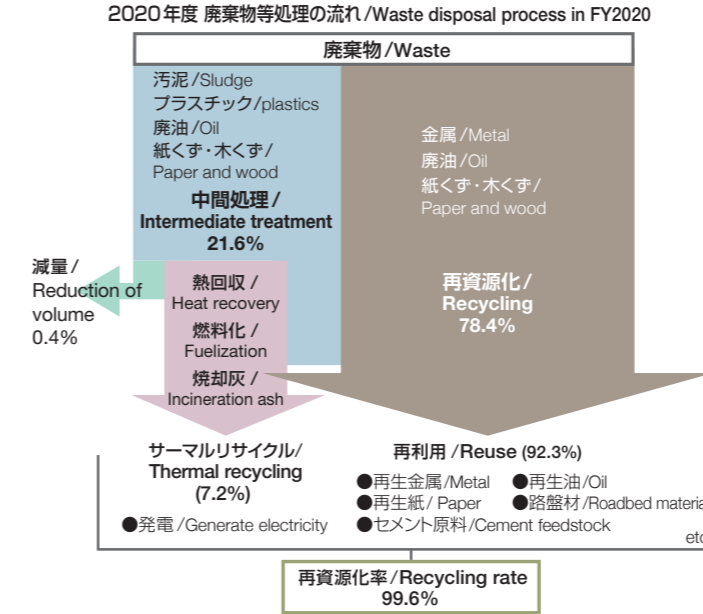 2020年度 廃棄物等処理の流れ/Waste disposal process in FY2020
廃棄物/Waste
汚泥/Sludge
プラスチック/plastics
廃油/Oil
紙くず・木くず/
Paper and wood
中間処理/
Intermediate treatment
21.6%
金属/Metal
廃油/Oil
紙くず・木くず/
Paper and wood
減量/
Reduction of
volume
0.4%
熱回収/
Heat recovery
燃料化/
Fuelization
焼却灰/
Incineration ash
再資源化/
Recycling
78.4%
サーマルリサイクル/
Thermal recycling
(7.2%)
●発電/Generate electricity
再利用/Reuse (92.3%)
●再生金属/Metal ●再生油/Oil
●再生紙/ Paper ●路盤材/Roadbed materia
●セメント原料/Cement feedstock
etc
再資源化率/Recycling rate
99.6%